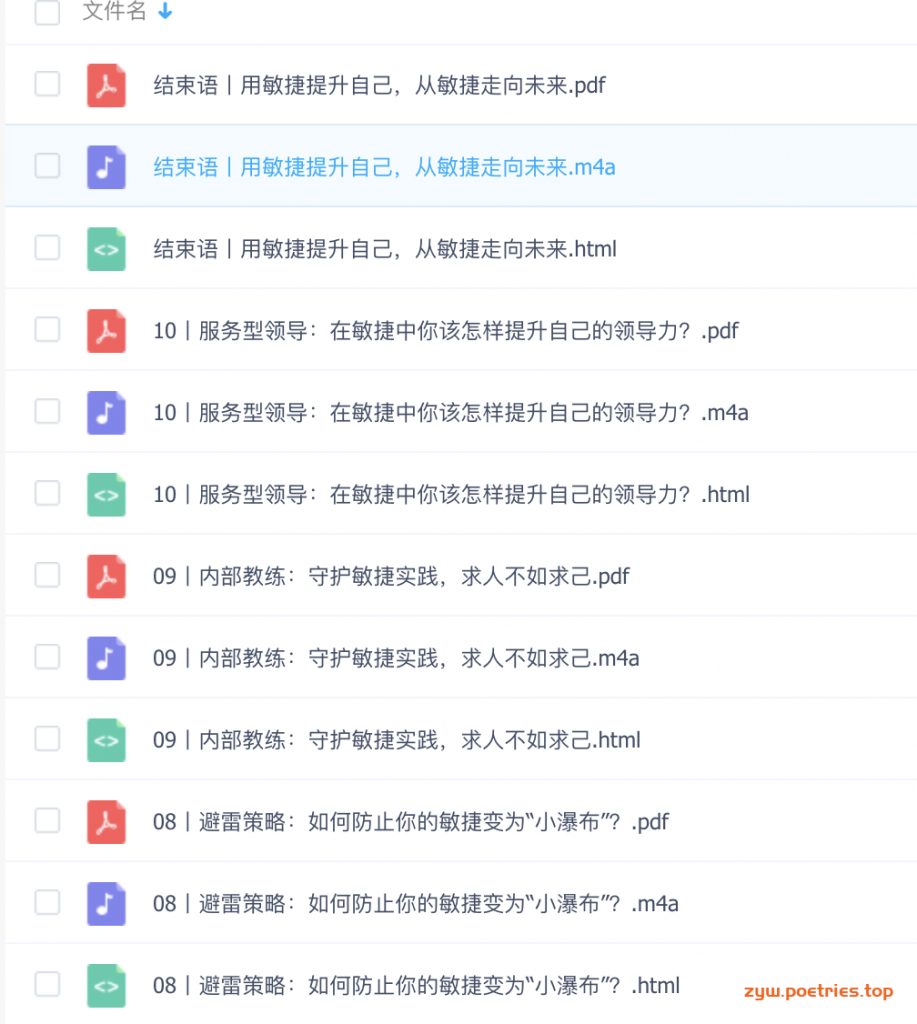 文件名
结束语丨用敏捷提升自己，从敏捷走向未来.pdf
结束语丨用敏捷提升自己，从敏捷走向未来.m4a
结束语丨用敏捷提升自己，从敏捷走向未来.html
10丨服务型领导：在敏捷中你该怎样提升自己的领导力？.pdf
10丨服务型领导：在敏捷中你该怎样提升自己的领导力？.m4a
10丨服务型领导：在敏捷中你该怎样提升自己的领导力？.html
09丨内部教练：守护敏捷实践，求人不如求己.pdf
09丨内部教练：守护敏捷实践，求人不如求己.m4a
09丨内部教练：守护敏捷实践，求人不如求己.html
08丨避雷策略：如何防止你的敏捷变为“小瀑布”？.pdf
08丨避雷策略：如何防止你的敏捷变为“小瀑布”？.m4a
08丨避雷策略：如何防止你的敏捷变为“小瀑布”？.html
zyw.poetries.top